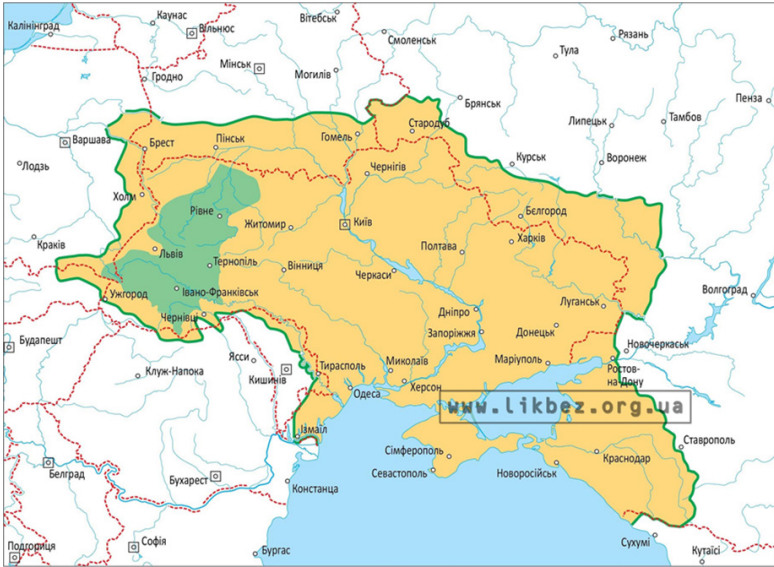 Каунас
Вільнюс
Вітебськ
Калінінград
Смоленськ
Рязань
Тула
Мінськ
Гродно
Могилів
Брянськ
Пенза
Липецьк
Тамбов
Стародуб
Варшава
Брест
Пінськ
Гомель
Курськ
Воронеж
Лодзь
Чернігів
Холм
Рівне
Житомир
Київ
Бєлгород
Харків
Краків
Львів
Полтава
Тернопіль
Вінниця
Черкаси
Волгоград
Ужгород
Івано-Франківськ
Луганськ
Чернівці
Дніпро
Запоріжжя
Донецьк
Будапешт
Новочеркаськ
Ясси
Маріуполь
Клуж-Напока
Кишинів
Тирасполь
Миколаїв
Ростов-
на-Дону
Одеса
Херсон
www.likbez.org.ua
Ізмаїл
Ставрополь
Сімферополь
Краснодар
Белград
Бухарест
Севастополь
Новоросійськ
Констанца
Софія
Сухумі
Подгориця
Бургас
Кутаїсі